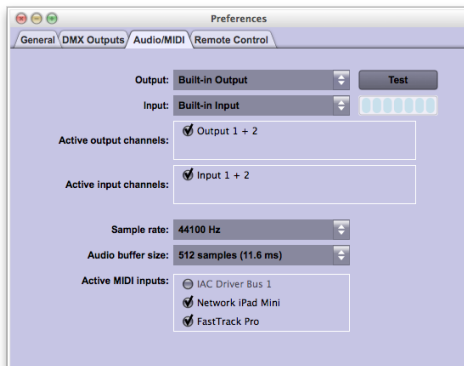 Preferences
General DMX Outputs Audio/MIDI Remote Control
Output: Built-in Output Test
Input: Built-in Input
Active output channels: Output 1 + 2
Active input channels: Input 1 + 2
Sample rate: 44100 Hz
Audio buffer size: 512 samples (11.6 ms)
Active MIDI inputs: IAC Driver Bus 1
Network iPad Mini
FastTrack Pro